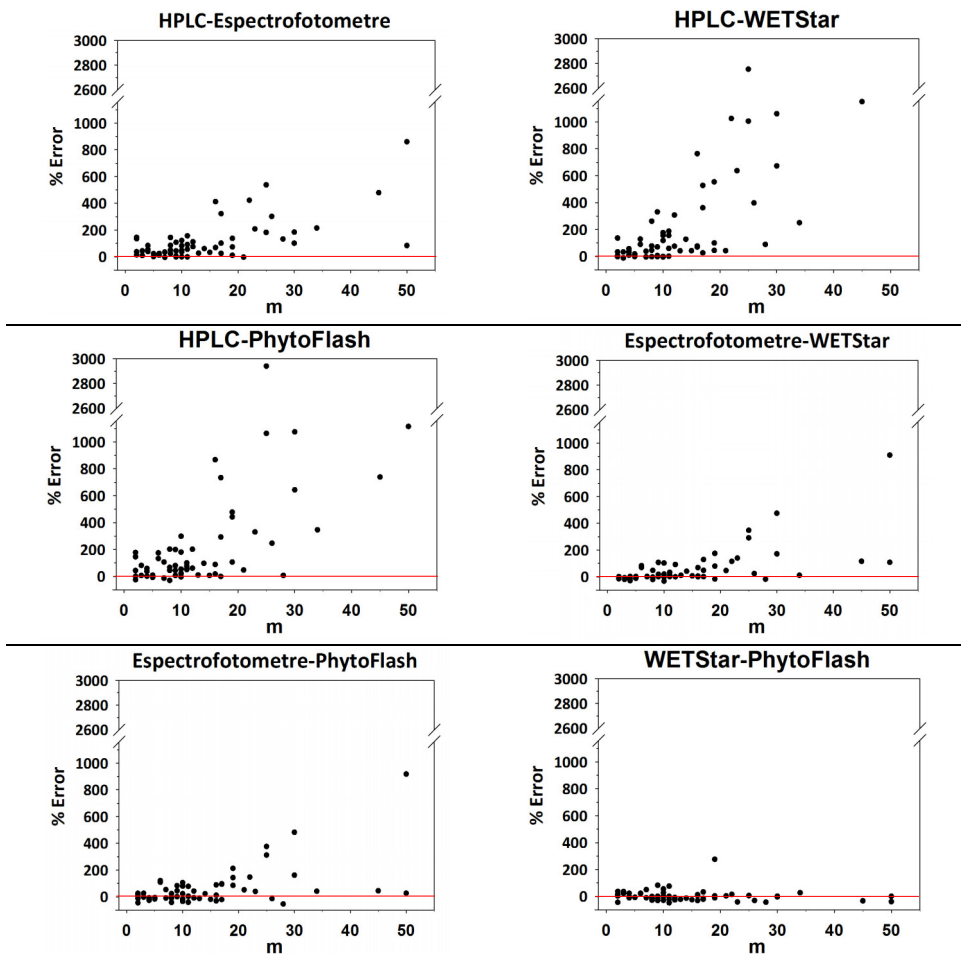 HPLC-Espectrofotometre
3000
2800
2600
1000
800
600
400
200
0
% Error
0 10 20 30 40 50
m
HPLC-WETStar
3000
2800
2600
1000
800
600
400
200
0
% Error
0 10 20 30 40 50
m
HPLC-PhytoFlash
3000
2800
2600
1000
800
600
400
200
0
% Error
0 10 20 30 40 50
m
Espectrofotometre-WETStar
3000
2800
2600
1000
800
600
400
200
0
% Error
0 10 20 30 40 50
m
Espectrofotometre-PhytoFlash
3000
2800
2600
1000
800
600
400
200
0
% Error
0 10 20 30 40 50
m
WETStar-PhytoFlash
3000
2800
2600
1000
800
600
400
200
0
% Error
0 10 20 30 40 50
m